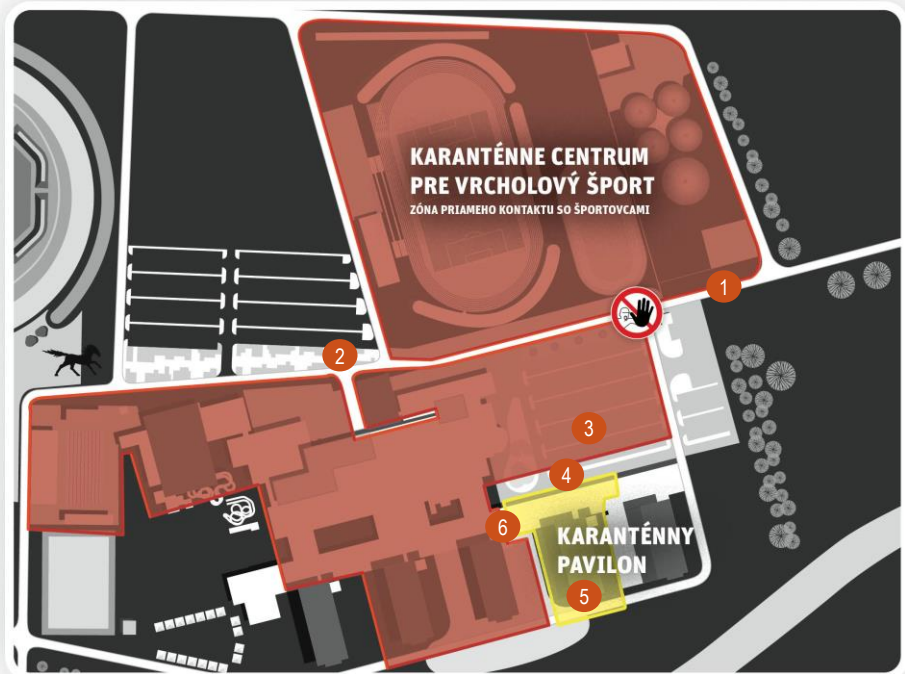 KARANTÉNNE CENTRUM
PRE VRCHOLOVÝ ŠPORT
ZÓNA PRIAMEHO KONTAKTU SO ŠPORTOVCAMI
1
2
3
4
6
KARANTÉNNY
PAVILON
5